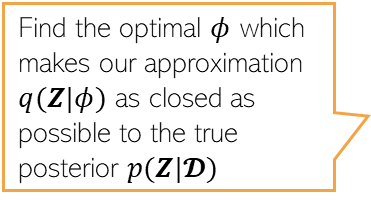 Find the optimal 𝝓 which
makes our approximation
𝒒(𝒁|𝝓) as closed as
possible to the true
posterior 𝒑(𝒁|𝓓)